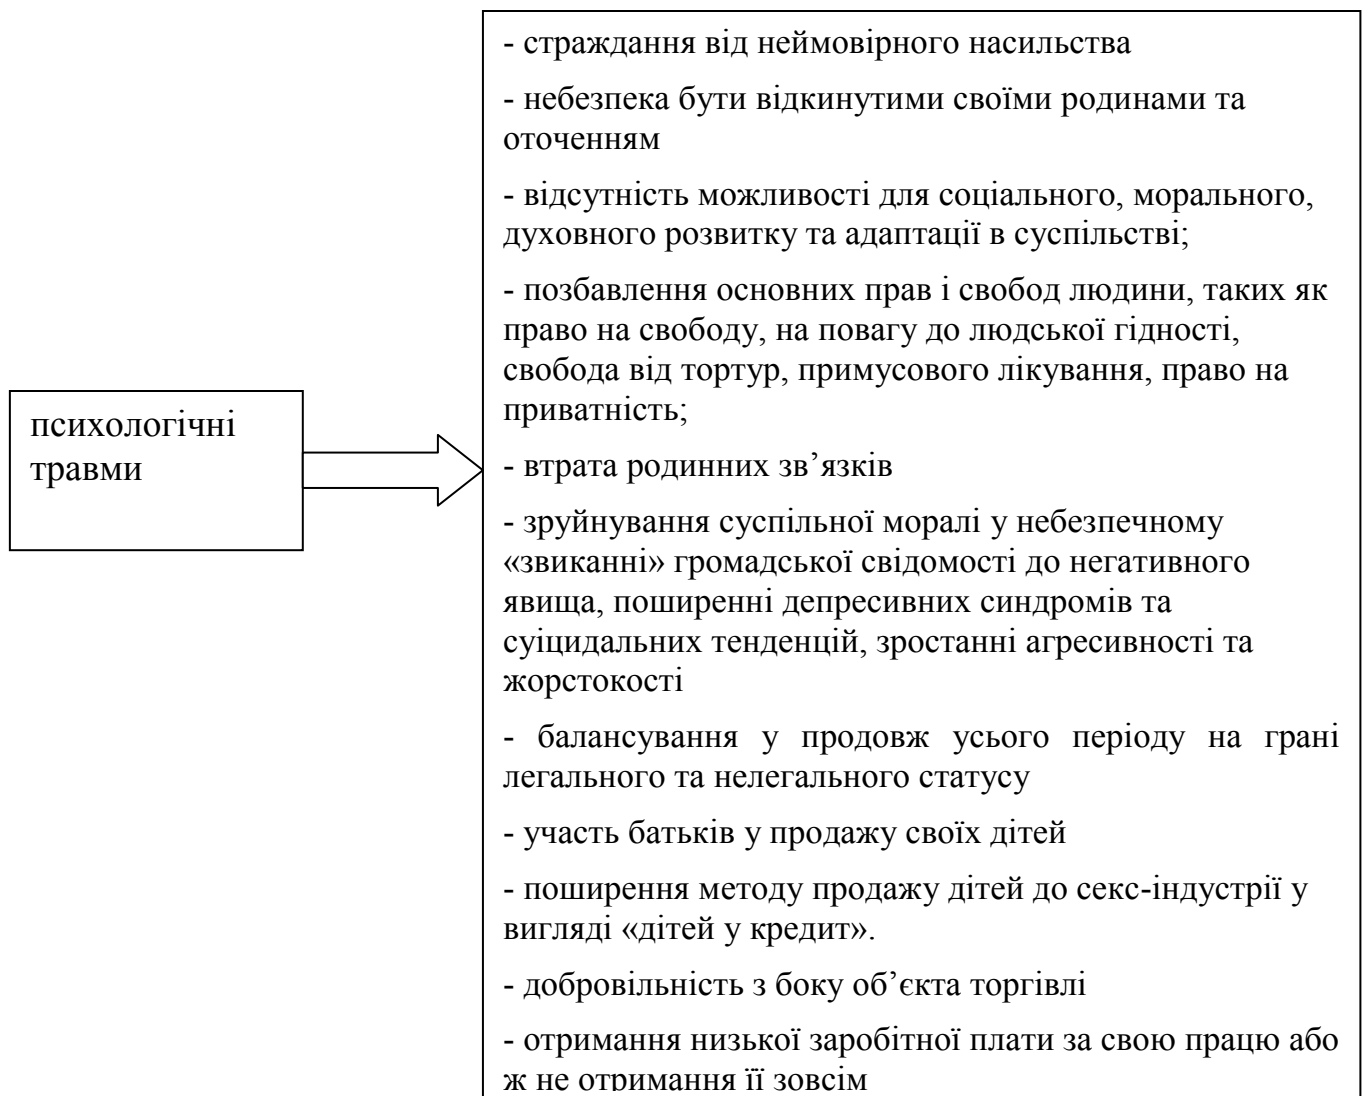 - страждання від неймовірного насильства
- небезпека бути відкинутими своїми родинами та
оточенням
- відсутність можливості для соціального, морального,
духовного розвитку та адаптації в суспільстві;
- позбавлення основних прав і свобод людини, таких як
право на свободу, на повагу до людської гідності,
свобода від тортур, примусового лікування, право на
приватність;
психологічні
травми
- втрата родинних зв’язків
- зруйнування суспільної моралі у небезпечному
«звиканні» громадської свідомості до негативного
явища, поширенні депресивних синдромів та
суіцидальних тенденцій, зростанні агресивності та
жорстокості
- балансування у продовж усього періоду на грані
легального та нелегального статусу
- участь батьків у продажу своїх дітей
- поширення методу продажу дітей до секс-індустрії у
вигляді «дітей у кредит».
- добровільність з боку об’єкта торгівлі
- отримання низької заробітної плати за свою працю або
ж не отримання її зовсім